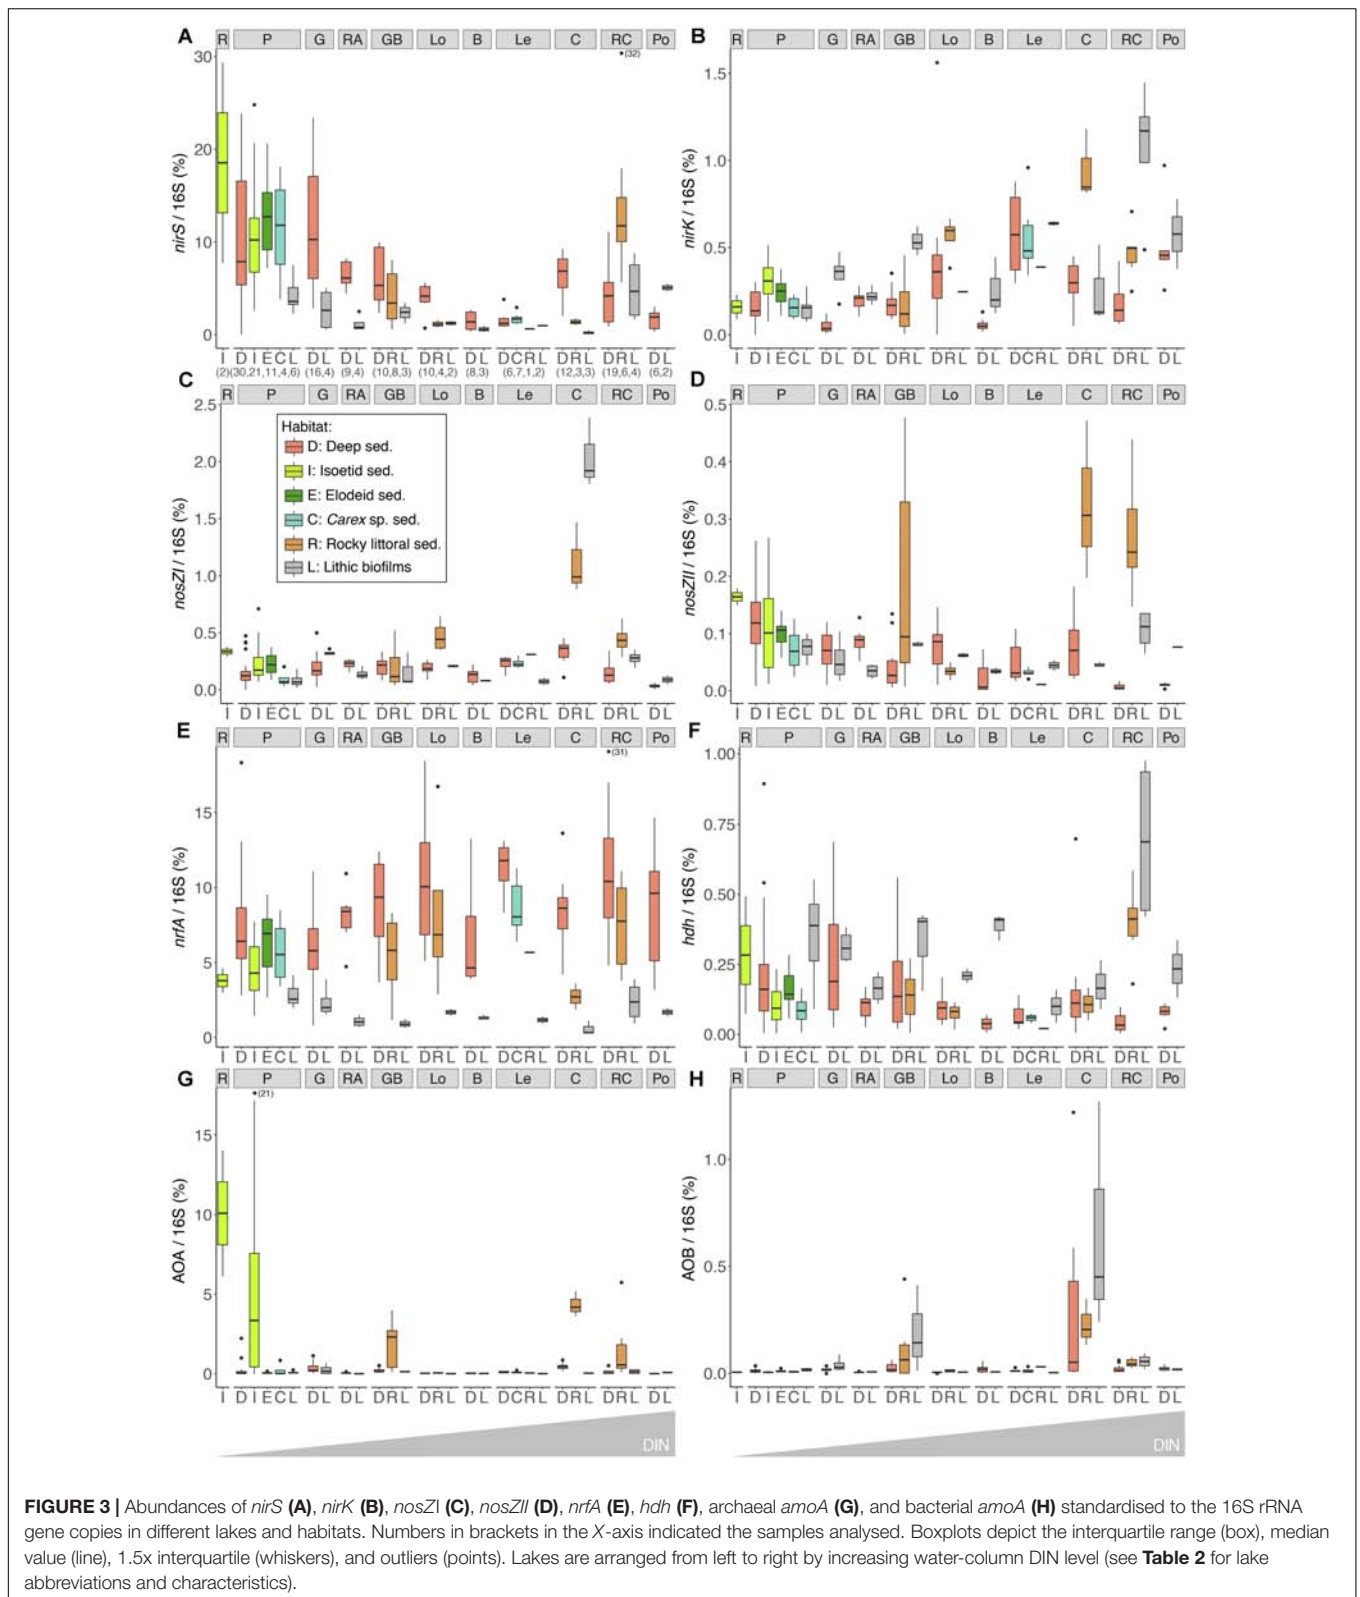 A
R P G RA GB Lo B Le C RC Po
30
20
10
0
nirS / 16S (%)
(32)
I D I E C L D L D L D R L D R L D L D C R L D R L D R L D L
(2)(30,21,11,4,6) (16,4) (9,4) (10,8,3) (10,4,2) (8,3) (6,7,1,2) (12,3,3) (19,6,4) (6,2)
B
R P G RA GB Lo B Le C RC Po
1.5
1.0
0.5
0.0
nirK / 16S (%)
I D I E C L D L D L D R L D R L D L D C R L D R L D R L D L
C
R P G RA GB Lo B Le C RC Po
2.5
2.0
1.5
1.0
0.5
0.0
nosZI / 16S (%)
Habitat:
D: Deep sed.
I: Isoetid sed.
E: Elodeid sed.
C: Carex sp. sed.
R: Rocky littoral sed.
L: Lithic biofilms
I D I E C L D L D L D R L D R L D L D C R L D R L D R L D L
D
R P G RA GB Lo B Le C RC Po
0.5
0.4
0.3
0.2
0.1
0.0
nosZII / 16S (%)
I D I E C L D L D L D R L D R L D L D C R L D R L D R L D L
E
R P G RA GB Lo B Le C RC Po
15
10
5
0
nrfA / 16S (%)
(31)
I D I E C L D L D L D R L D R L D L D C R L D R L D R L D L
F
R P G RA GB Lo B Le C RC Po
1.00
0.75
0.50
0.25
0.00
hdh / 16S (%)
I D I E C L D L D L D R L D R L D L D C R L D R L D R L D L
G
R P G RA GB Lo B Le C RC Po
15
10
5
0
AOA / 16S (%)
(21)
I D I E C L D L D L D R L D R L D L D C R L D R L D R L D L
DIN
H
R P G RA GB Lo B Le C RC Po
1.0
0.5
0.0
AOB / 16S (%)
I D I E C L D L D L D R L D R L D L D C R L D R L D R L D L
DIN
FIGURE 3 | Abundances of nirS (A), nirK (B), nosZI (C), nosZII (D), nrfA (E), hdh (F), archaeal amoA (G), and bacterial amoA (H) standardised to the 16S rRNA
gene copies in different lakes and habitats. Numbers in brackets in the X-axis indicated the samples analysed. Boxplots depict the interquartile range (box), median
value (line), 1.5x interquartile (whiskers), and outliers (points). Lakes are arranged from left to right by increasing water-column DIN level (see Table 2 for lake
abbreviations and characteristics).